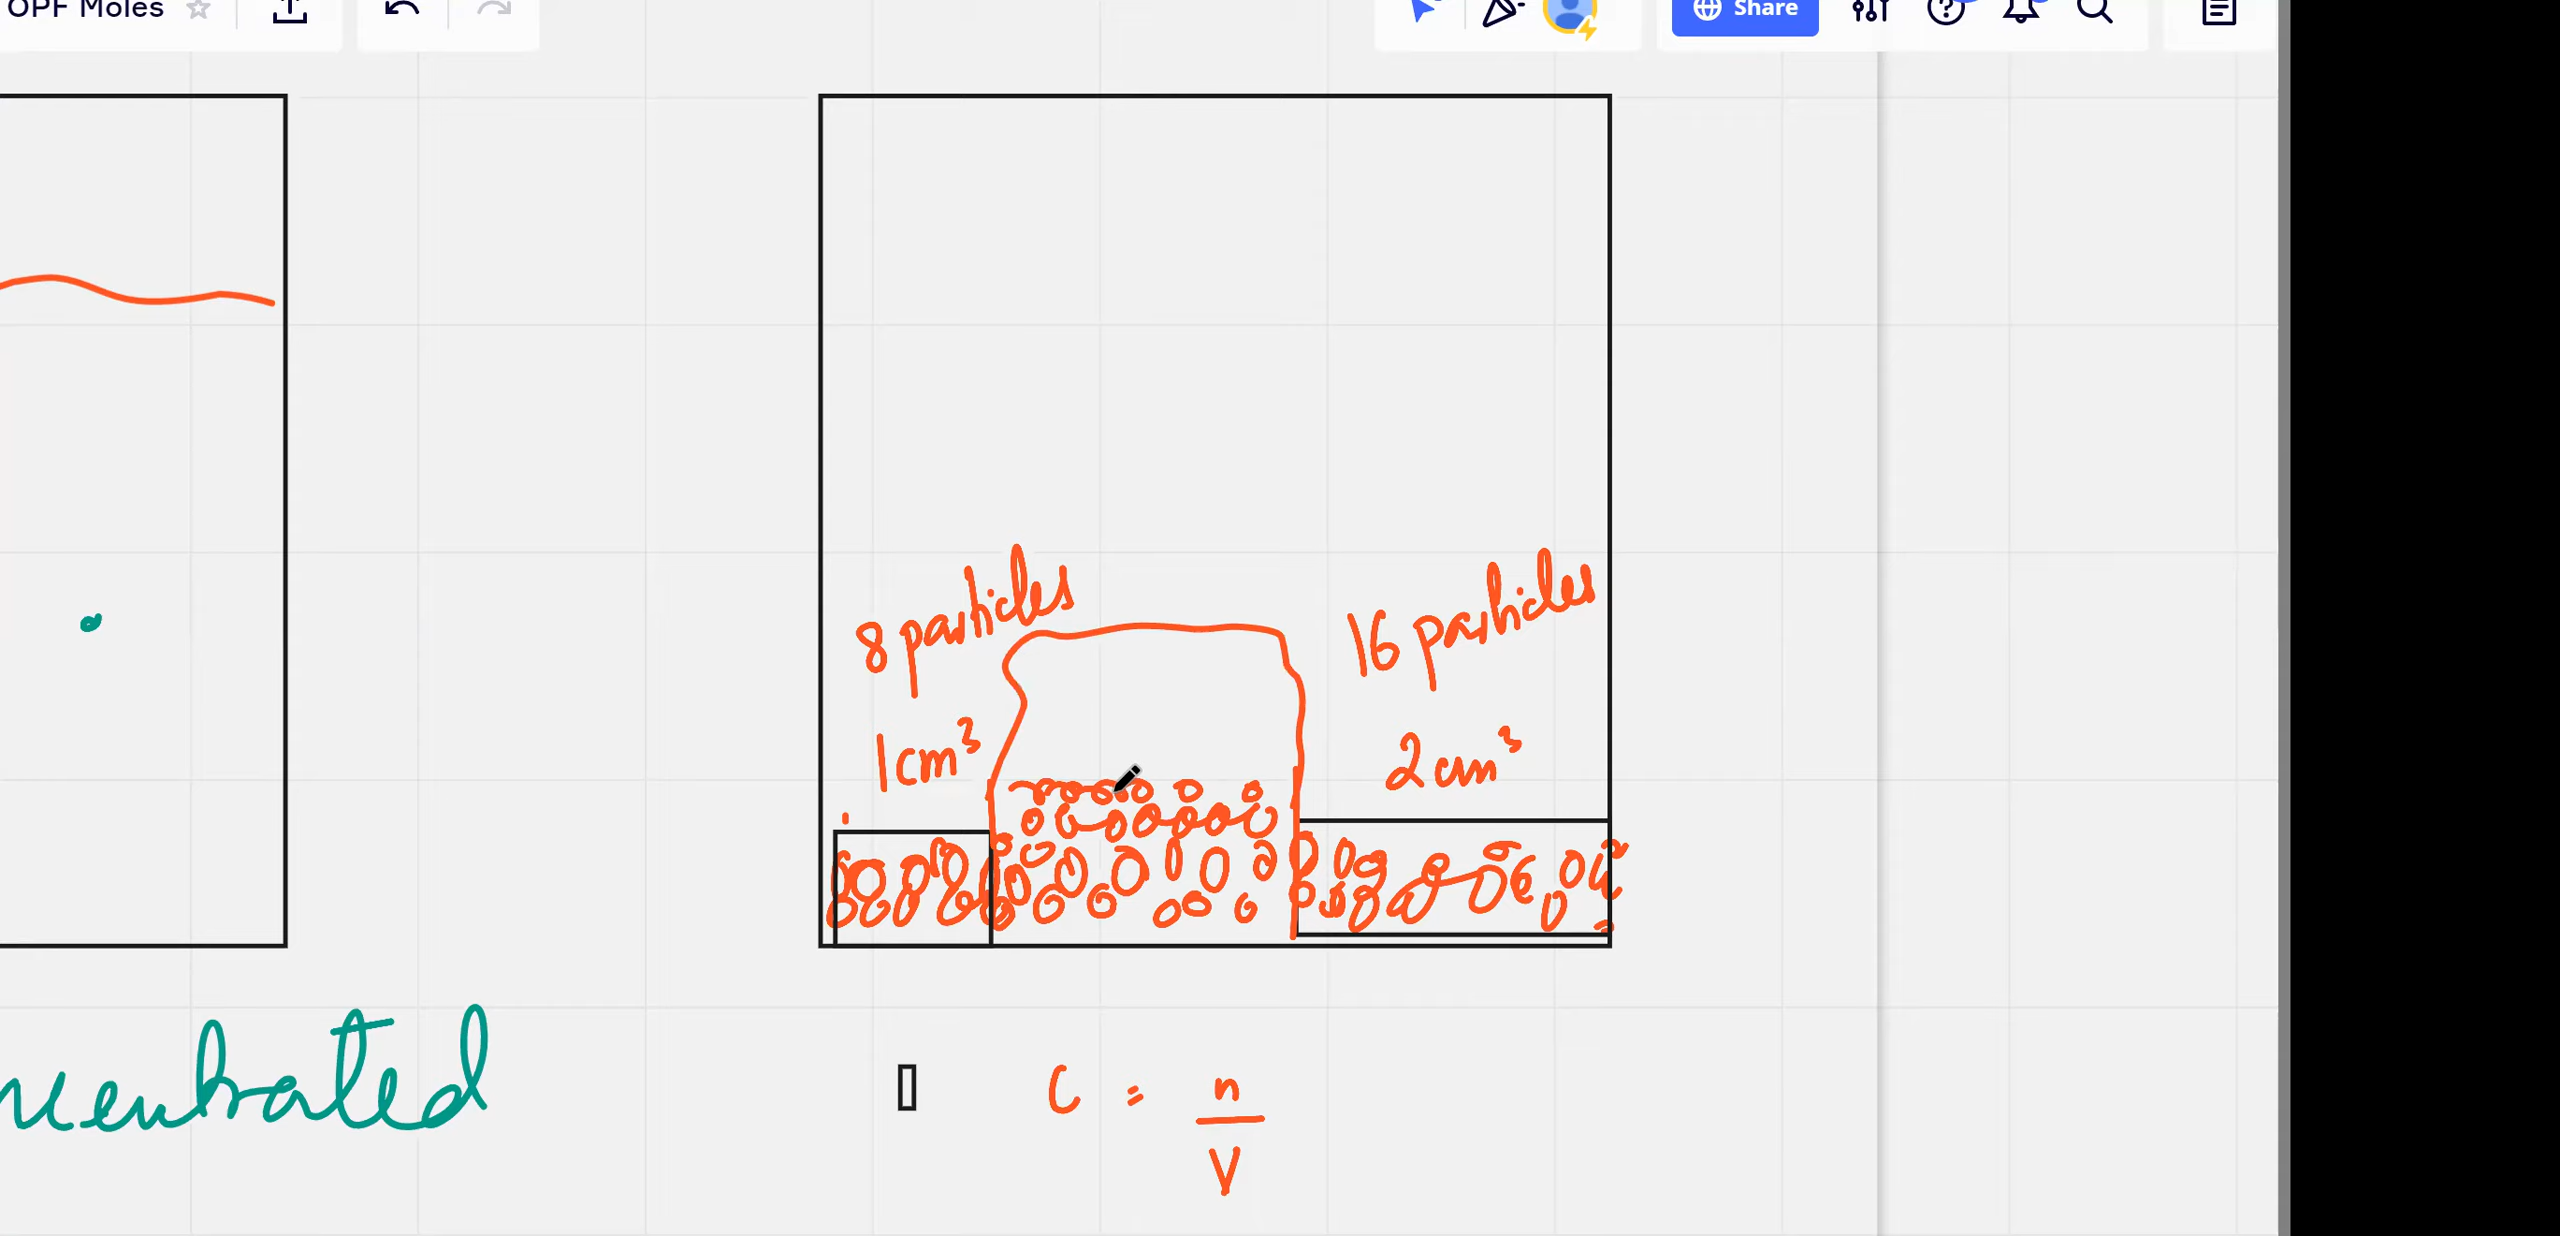 OPF Moles
Share
8 particles
16 particles
1cm³
2cm³
C = n
V